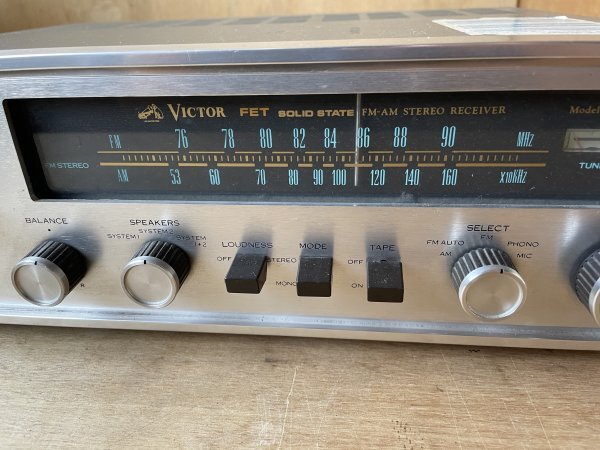 VICTOR FET SOLID STATE FM-AM STEREO RECEIVER Model
FM 76 78 80 82 84 86 88 90 MHz
FM STEREO
TUN
AM 53 60 70 80 90 100 120 140 160 X10KHz
BALANCE
R
SPEAKERS
SYSTEM 2
SYSTEM 1
SYSTEM
1+2
LOUDNESS
OFF
MODE
STEREO
MONO
TAPE
OFF
ON
SELECT
FM
FM AUTO
PHONO
AM
MIC